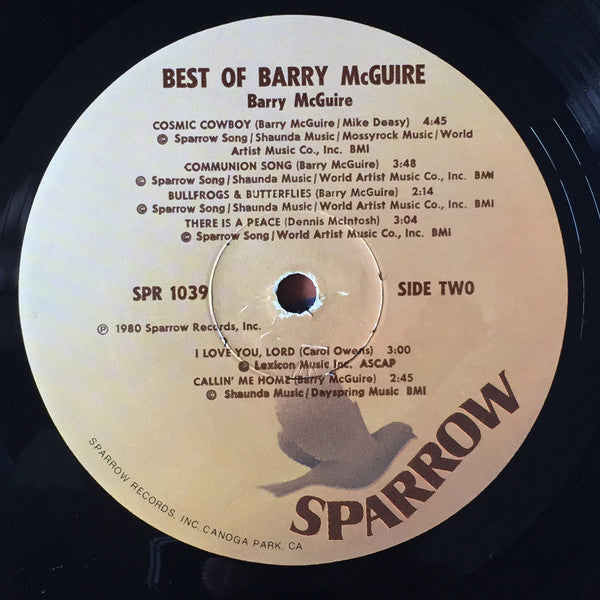 BEST OF BARRY McGUIRE
Barry McGuire
COSMIC COWBOY (Barry McGuire/Mike Deasy) 4:45
© Sparrow Song/Shaunda Music/Mossyrock Music/World
Artist Music Co., Inc. BMI
COMMUNION SONG (Barry McGuire) 3:48
© Sparrow Song/Shaunda Music/World Artist Music Co., Inc. BMI
BULLFROGS & BUTTERFLIES (Barry McGuire) 2:14
© Sparrow Song/Shaunda Music/World Artist Music Co., Inc. BMI
THERE IS A PEACE (Dennis McIntosh) 3:04
© Sparrow Song/World Artist Music Co., Inc. BMI
SPR 1039
SIDE TWO
℗ 1980 Sparrow Records, Inc.
I LOVE YOU, LORD (Carol Owens) 3:00
© Lexicon Music Inc. ASCAP
CALLIN' ME HOME (Barry McGuire) 2:45
© Shaunda Music/Dayspring Music BMI
SPARROW
SPARROW RECORDS, INC. CANOGA PARK, CA